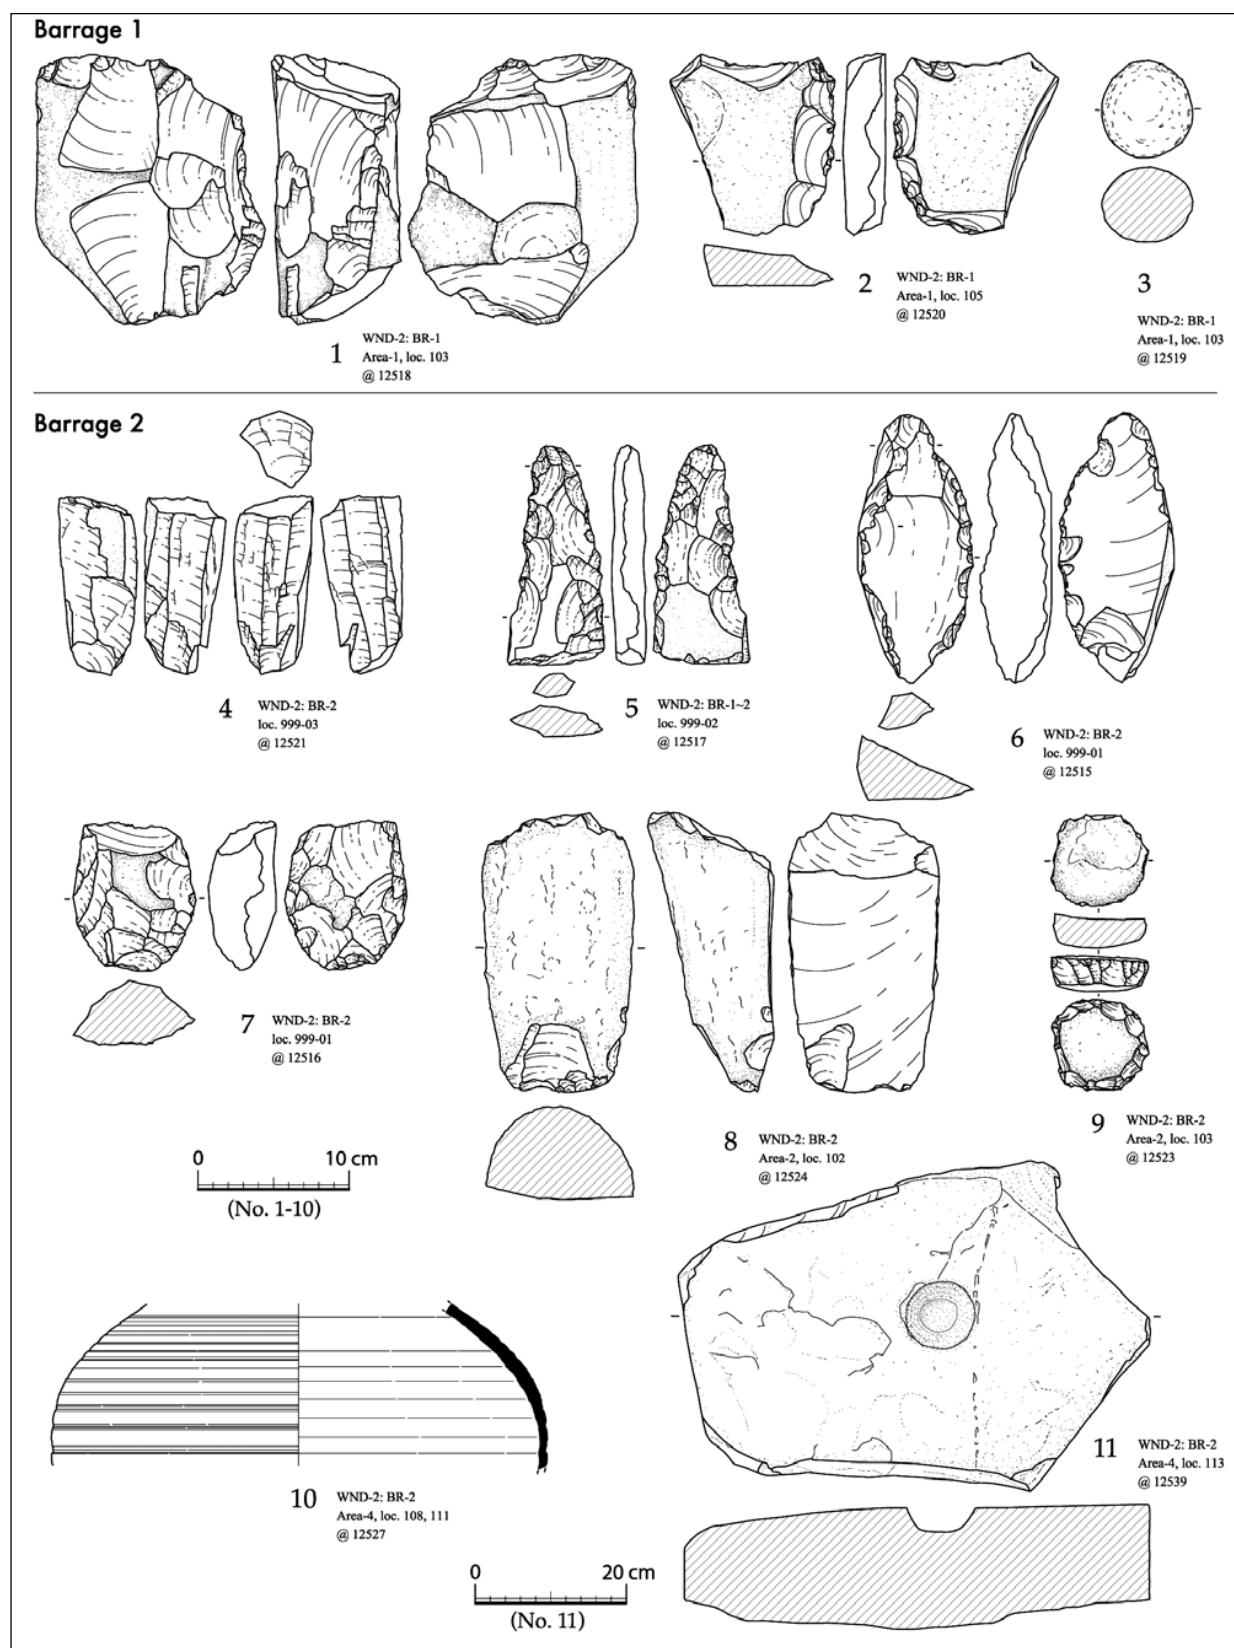 Barrage 1
1
WND-2: BR-1
Area-1, loc. 103
@ 12518
2
WND-2: BR-1
Area-1, loc. 105
@ 12520
3
WND-2: BR-1
Area-1, loc. 103
@ 12519
Barrage 2
4
WND-2: BR-2
loc. 999-03
@ 12521
5
WND-2: BR-1~2
loc. 999-02
@ 12517
6
WND-2: BR-2
loc. 999-01
@ 12515
7
WND-2: BR-2
loc. 999-01
@ 12516
8
WND-2: BR-2
Area-2, loc. 102
@ 12524
9
WND-2: BR-2
Area-2, loc. 103
@ 12523
0 10 cm
(No. 1-10)
10
WND-2: BR-2
Area-4, loc. 108, 111
@ 12527
11
WND-2: BR-2
Area-4, loc. 113
@ 12539
0 20 cm
(No. 11)